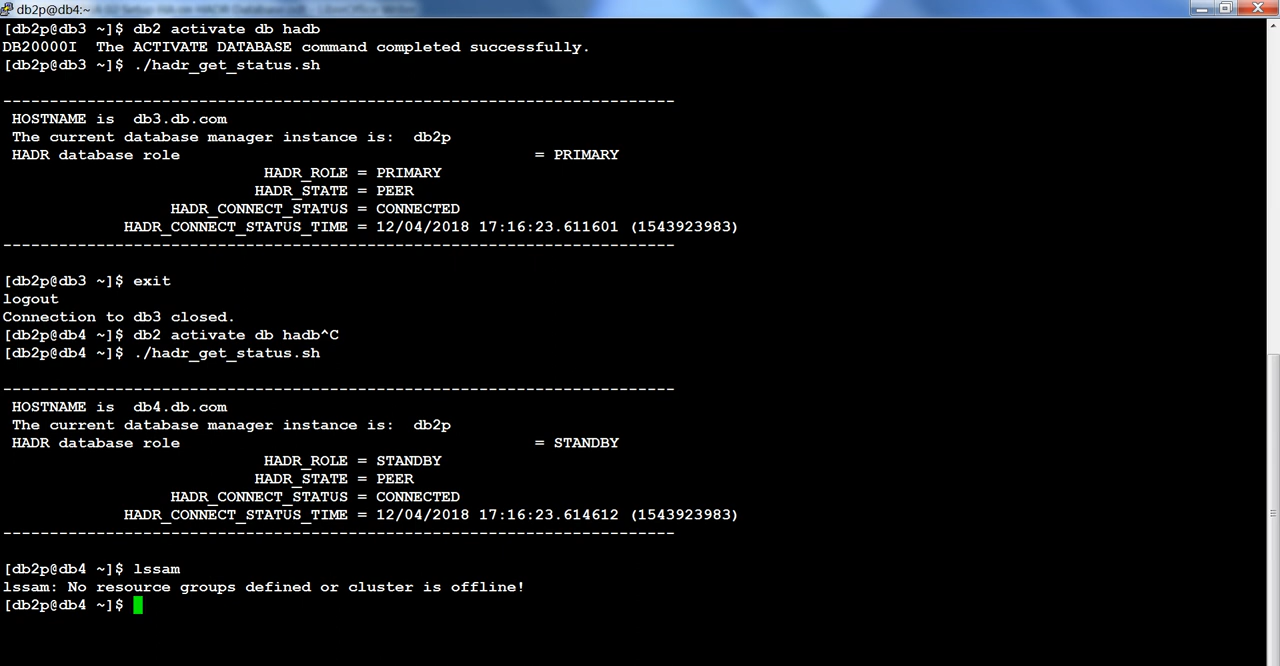 db2p@db4:~
[db2p@db3 ~]$ db2 activate db hadb
DB20000I  The ACTIVATE DATABASE command completed successfully.
[db2p@db3 ~]$ ./hadr_get_status.sh
------------------------------------------------------------------------
HOSTNAME is  db3.db.com
The current database manager instance is:  db2p
HADR database role                                      = PRIMARY
HADR_ROLE = PRIMARY
HADR_STATE = PEER
HADR_CONNECT_STATUS = CONNECTED
HADR_CONNECT_STATUS_TIME = 12/04/2018 17:16:23.611601 (1543923983)
------------------------------------------------------------------------
[db2p@db3 ~]$ exit
logout
Connection to db3 closed.
[db2p@db4 ~]$ db2 activate db hadb^C
[db2p@db4 ~]$ ./hadr_get_status.sh
------------------------------------------------------------------------
HOSTNAME is  db4.db.com
The current database manager instance is:  db2p
HADR database role                                      = STANDBY
HADR_ROLE = STANDBY
HADR_STATE = PEER
HADR_CONNECT_STATUS = CONNECTED
HADR_CONNECT_STATUS_TIME = 12/04/2018 17:16:23.614612 (1543923983)
------------------------------------------------------------------------
[db2p@db4 ~]$ lssam
lssam: No resource groups defined or cluster is offline!
[db2p@db4 ~]$